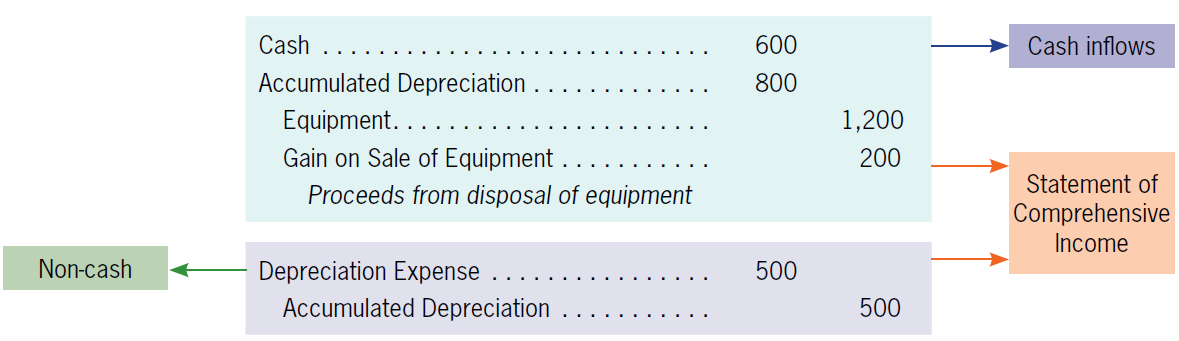 Cash . . . . . . . . . . . . . . . . . . . . . . . . . . . . 600
Cash inflows
Accumulated Depreciation . . . . . . . . . . . . . 800
Equipment. . . . . . . . . . . . . . . . . . . . . . . 1,200
Gain on Sale of Equipment . . . . . . . . . . . 200
Proceeds from disposal of equipment
Statement of
Comprehensive
Income
Non-cash
Depreciation Expense . . . . . . . . . . . . . . . . 500
Accumulated Depreciation . . . . . . . . . . . 500